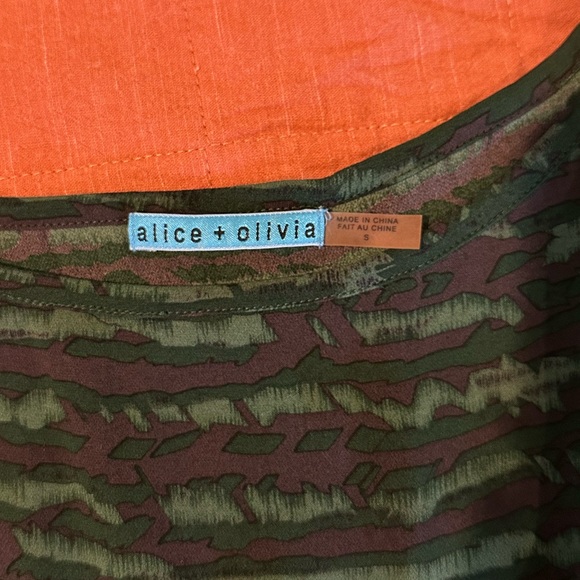 alice + olivia
MADE IN CHINA
FAIT AU CHINE
S